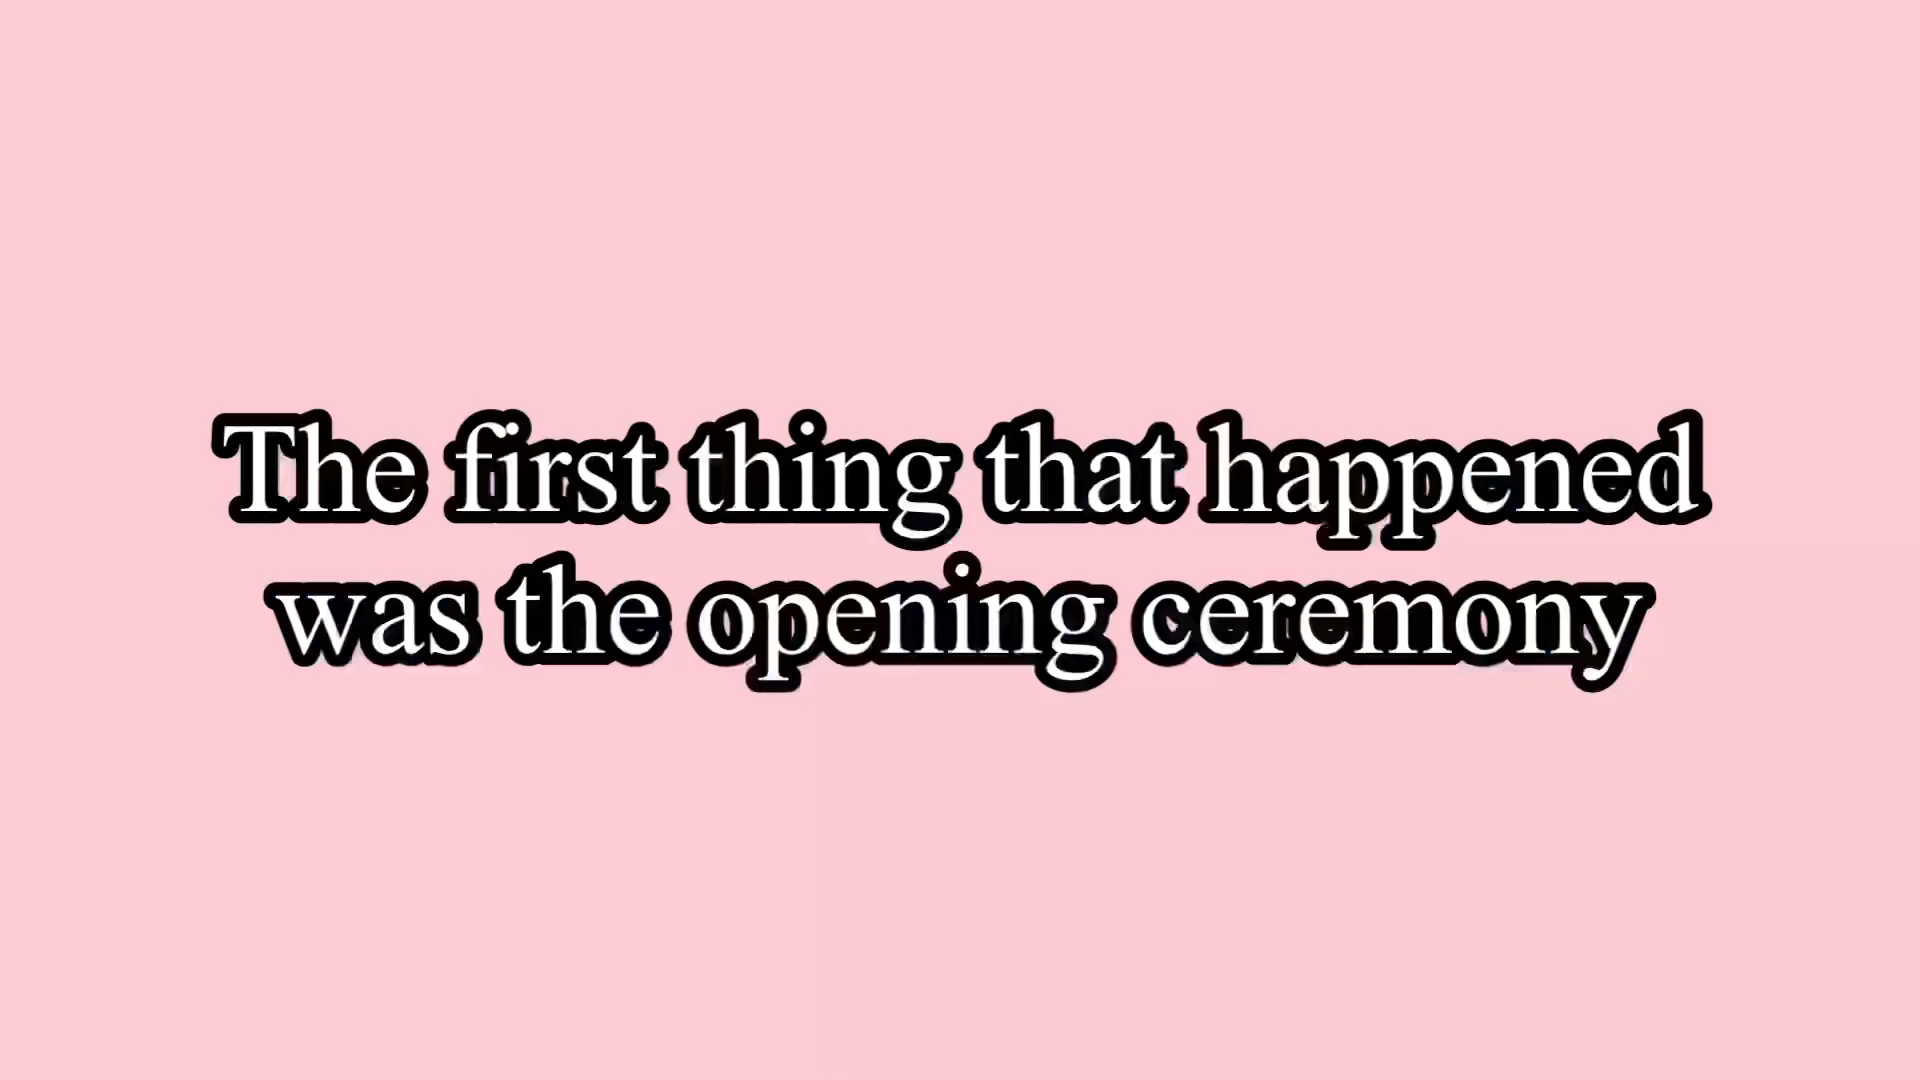 The first thing that happened
was the opening ceremony